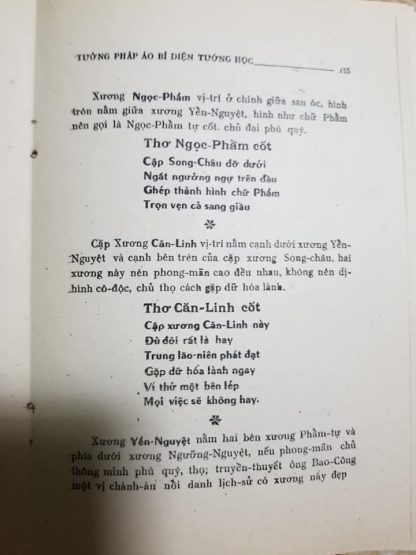 TƯỚNG PHÁP ÁO BÍ DIỆN TƯỚNG HỌC 115
Xương Ngọc-Phẩm vị-trí ở chính giữa sau óc, hình
tròn nằm giữa xương Yển-Nguyệt, hình như chữ Phẩm
nên gọi là Ngọc-Phẩm tự cốt. chủ đại phú quý.
Thơ Ngọc-Phẩm cốt
Cặp Song-Châu đỡ dưới
Ngất ngưởng ngự trên đầu
Ghép thành hình chữ Phẩm
Trọn vẹn cả sang giàu
Cặp Xương Căn-Linh vị-trí nằm cạnh dưới xương Yển-
Nguyệt và cạnh bên trên của cặp xương Song-châu, hai
xương này nên phong-mãn cao đều nhau, không nên dị-
hình cô-độc, chủ thọ cách gặp dữ hóa lành.
Thơ Căn-Linh cốt
Cặp xương Căn-Linh này
Đủ đôi rất là hay
Trung lão-niên phát đạt
Gặp dữ hóa lành ngay
Ví thử một bên lép
Mọi việc sẽ không hay.
Xương Yển-Nguyệt nằm hai bên xương Phẩm-tự và
phía dưới xương Ngưỡng-Nguyệt, nếu phong-mãn chủ
thông minh phú quý, thọ; truyền-thuyết ông Bao-Công
một vị chánh-án nổi danh lịch-sử có xương này đẹp